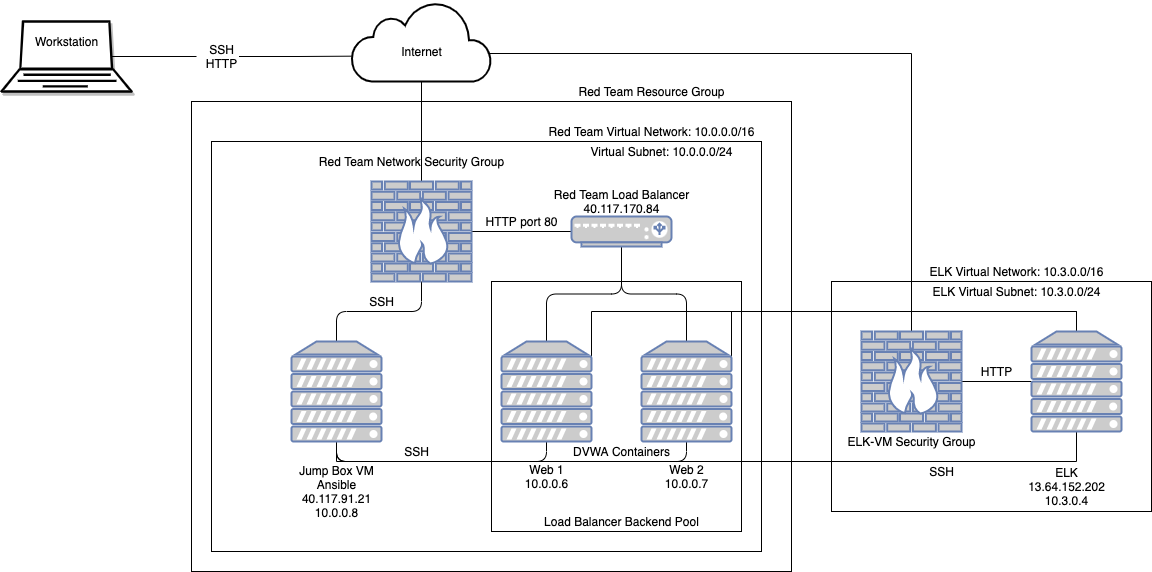 Workstation
SSH
HTTP
Internet
Red Team Resource Group
Red Team Virtual Network: 10.0.0.0/16
Virtual Subnet: 10.0.0.0/24
Red Team Network Security Group
Red Team Load Balancer
40.117.170.84
HTTP port 80
ELK Virtual Network: 10.3.0.0/16
ELK Virtual Subnet: 10.3.0.0/24
SSH
HTTP
ELK-VM Security Group
SSH
DVWA Containers
Jump Box VM
Ansible
40.117.91.21
10.0.0.8
Web 1
10.0.0.6
Web 2
10.0.0.7
SSH
ELK
13.64.152.202
10.3.0.4
Load Balancer Backend Pool